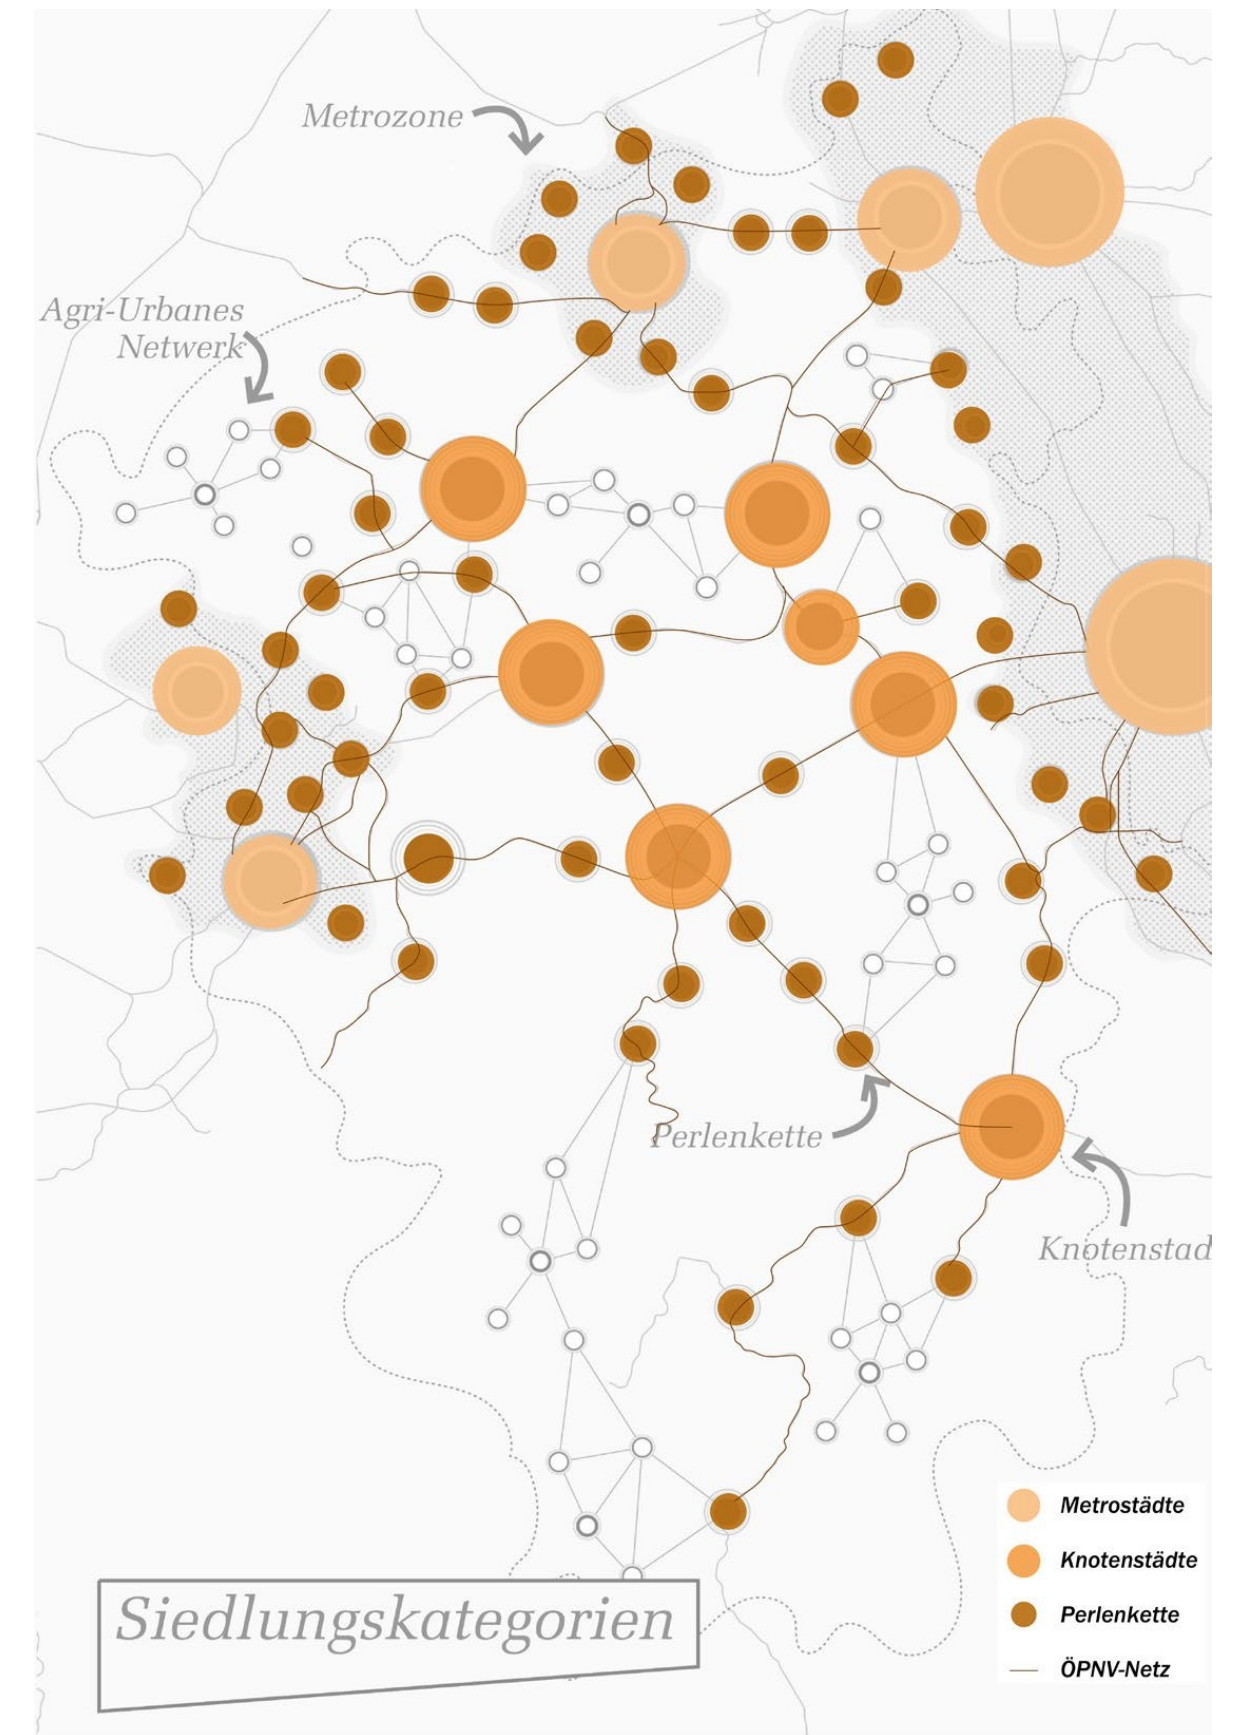 Metrozone
Agri-Urbanes
Netwerk
Perlenkette
Knotenstad
Metrostädte
Knotenstädte
Perlenkette
ÖPNV-Netz
Siedlungskategorien